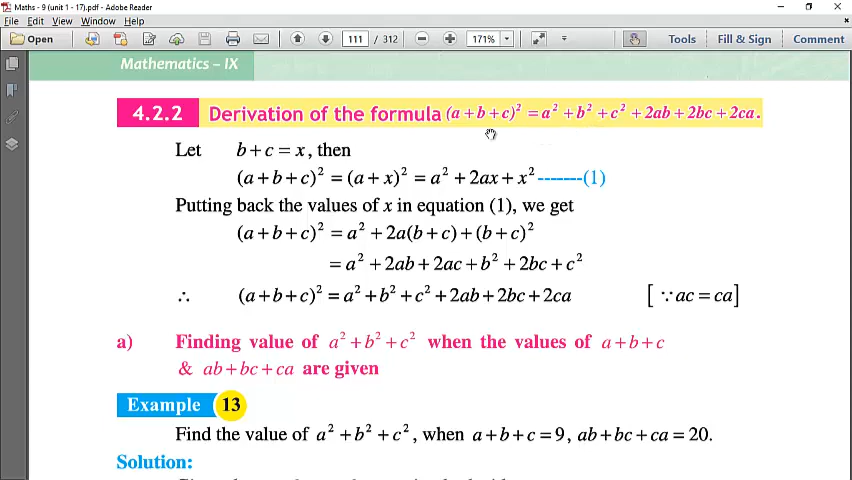 Maths - 9 (unit 1 - 17).pdf - Adobe Reader
File Edit View Window Help
Open 111 / 312 171% Tools Fill & Sign Comment
Mathematics – IX
4.2.2 Derivation of the formula (a + b + c)² = a² + b² + c² + 2ab + 2bc + 2ca.
Let b + c = x, then
(a + b + c)² = (a + x)² = a² + 2ax + x² -------(1)
Putting back the values of x in equation (1), we get
(a + b + c)² = a² + 2a(b + c) + (b + c)²
= a² + 2ab + 2ac + b² + 2bc + c²
∴ (a + b + c)² = a² + b² + c² + 2ab + 2bc + 2ca [∵ ac = ca]
a) Finding value of a² + b² + c² when the values of a + b + c
& ab + bc + ca are given
Example 13
Find the value of a² + b² + c², when a + b + c = 9, ab + bc + ca = 20.
Solution: